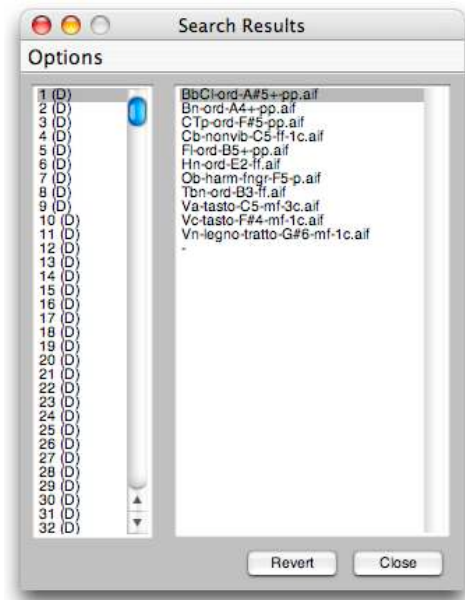 Search Results
Options
1 (D)
2 (D)
3 (D)
4 (D)
5 (D)
6 (D)
7 (D)
8 (D)
9 (D)
10 (D)
11 (D)
12 (D)
13 (D)
14 (D)
15 (D)
16 (D)
17 (D)
18 (D)
19 (D)
20 (D)
21 (D)
22 (D)
23 (D)
24 (D)
25 (D)
26 (D)
27 (D)
28 (D)
29 (D)
30 (D)
31 (D)
32 (D)
BbCl-ord-A#5+-pp.aif
Bn-ord-A4+-pp.aif
CTp-ord-F#5-pp.aif
Cb-nonvib-C5-ff-1c.aif
Fl-ord-B5+-pp.aif
Hn-ord-E2-ff.aif
Ob-harm-fngr-F5-p.aif
Tbn-ord-B3-ff.aif
Va-tasto-C5-mf-3c.aif
Vc-tasto-F#4-mf-1c.aif
Vn-legno-tratto-G#6-mf-1c.aif
-
Revert
Close